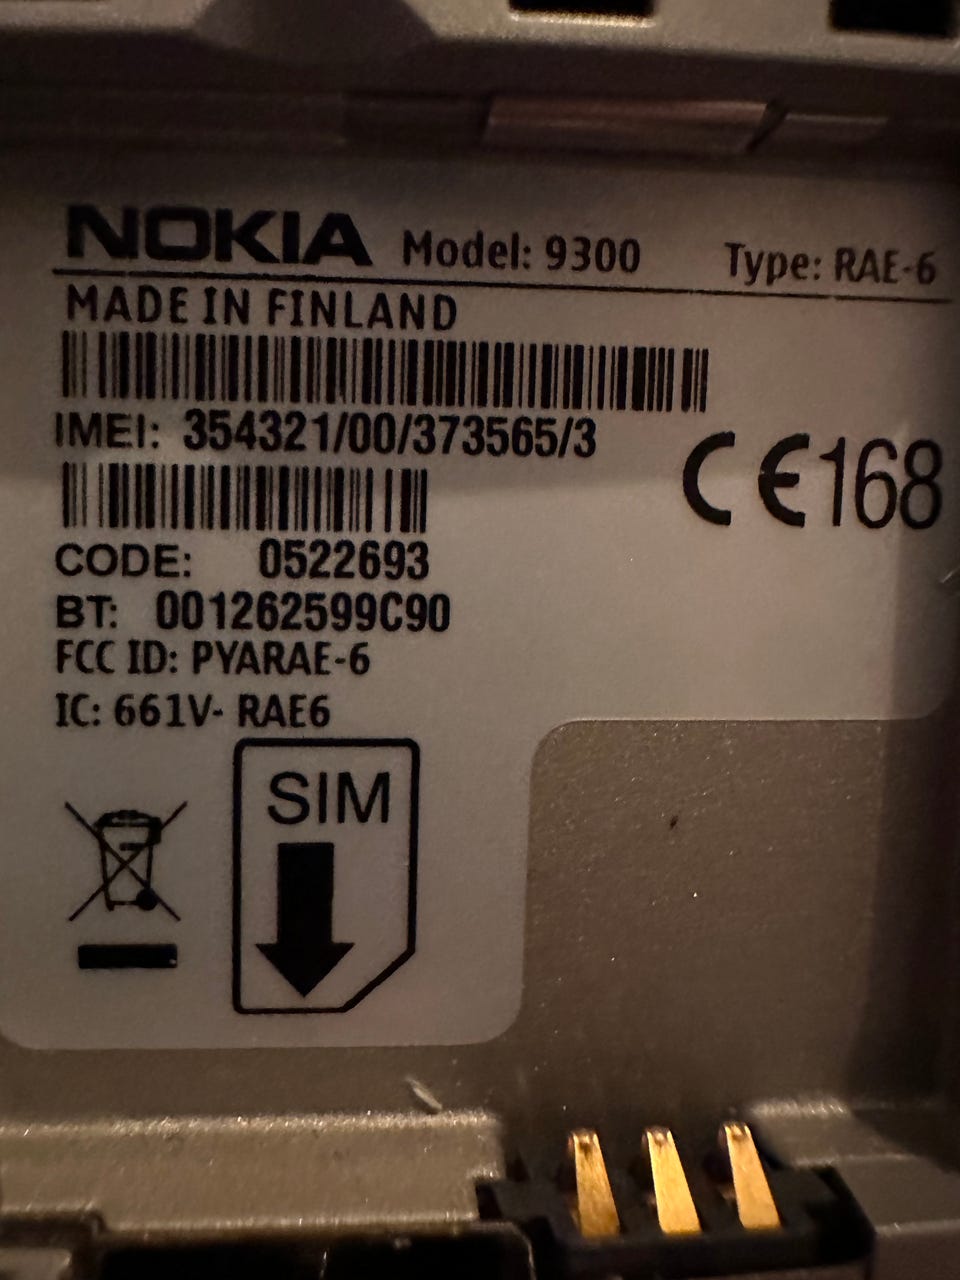 NOKIA Model: 9300 Type: RAE-6
MADE IN FINLAND
IMEI: 354321/00/373565/3
CE168
CODE: 0522693
BT: 001262599C90
FCC ID: PYARAE-6
IC: 661V- RAE6
SIM